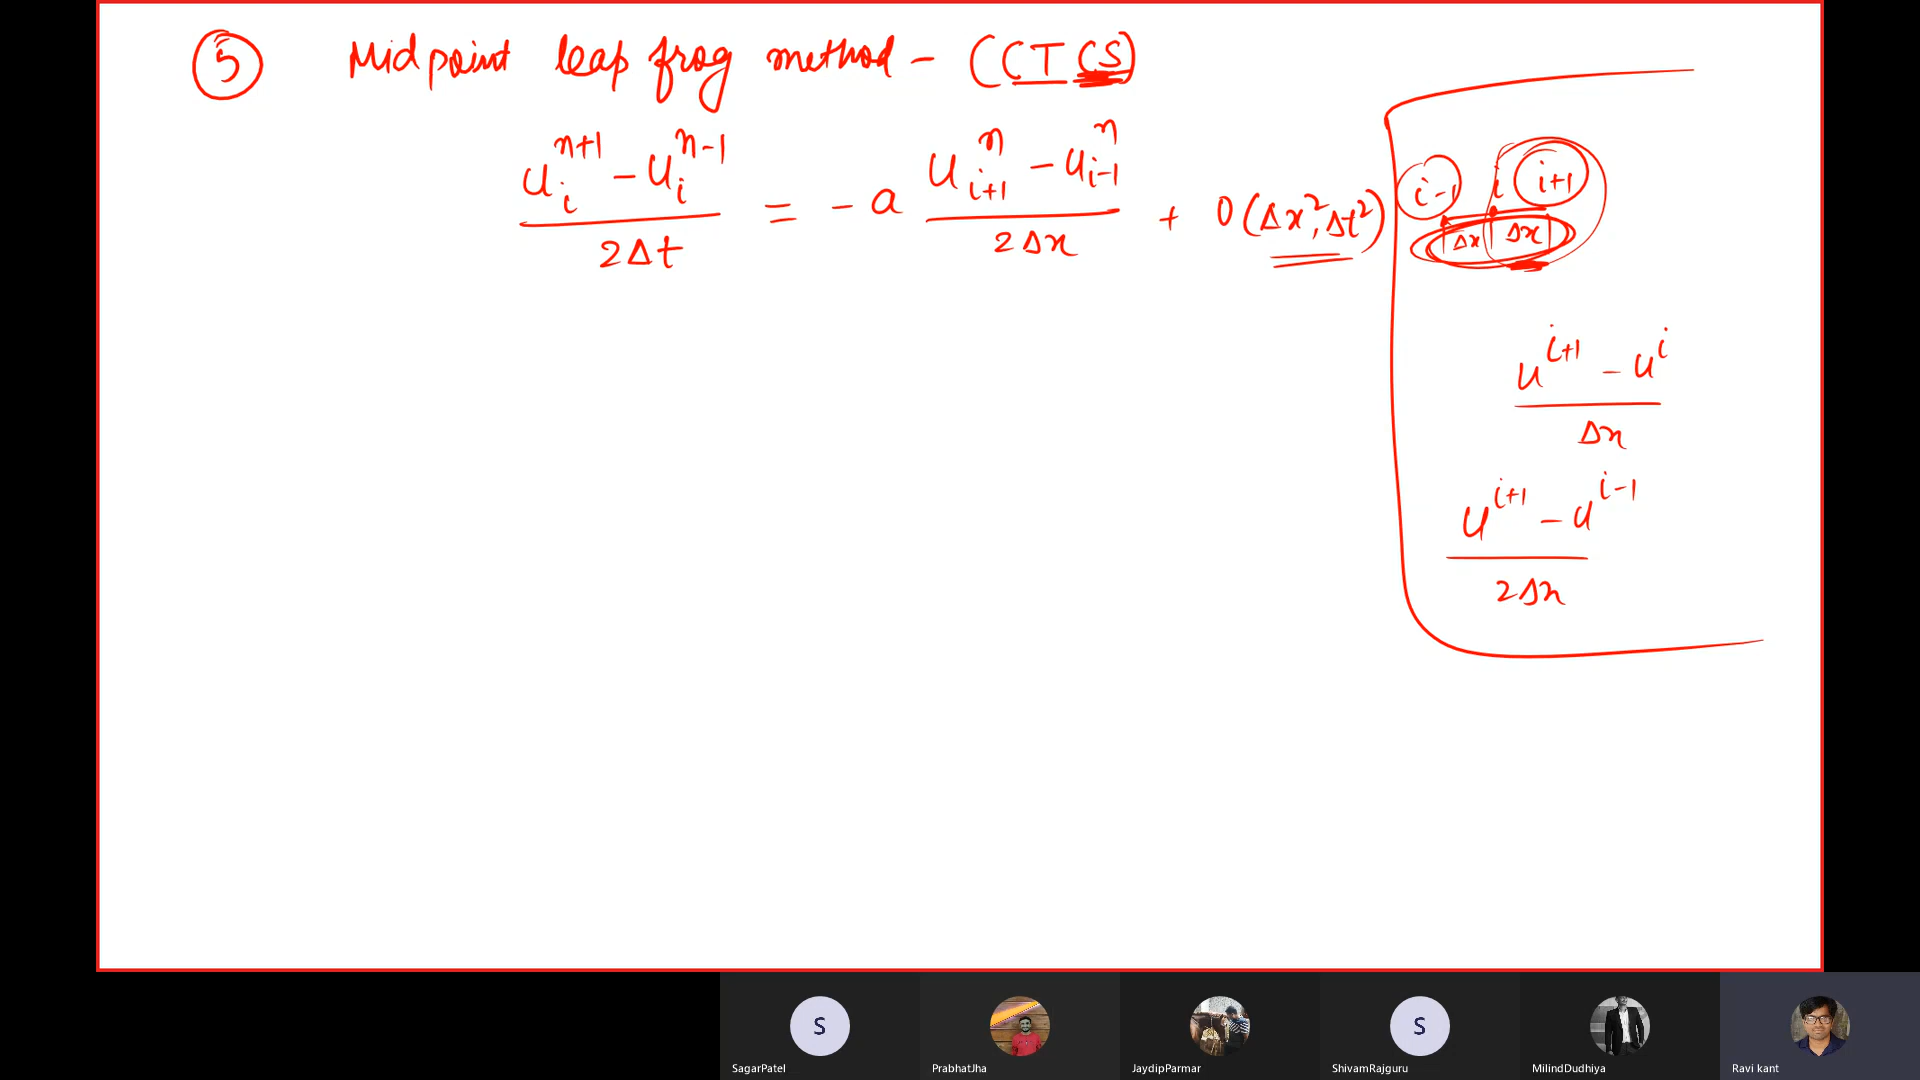 5 Midpoint leap frog method - (CTCS)
u_i^{n+1} - u_i^{n-1} / 2Δt = - a u_{i+1}^n - u_{i-1}^n / 2Δx + O(Δx², Δt²)
i-1 i i+1
Δx Δx
u^{i+1} - u^i
Δx
u^{i+1} - u^{i-1}
2Δx
S S
SagarPatel PrabhatJha JaydipParmar ShivamRajguru MilindDudhiya Ravi kant